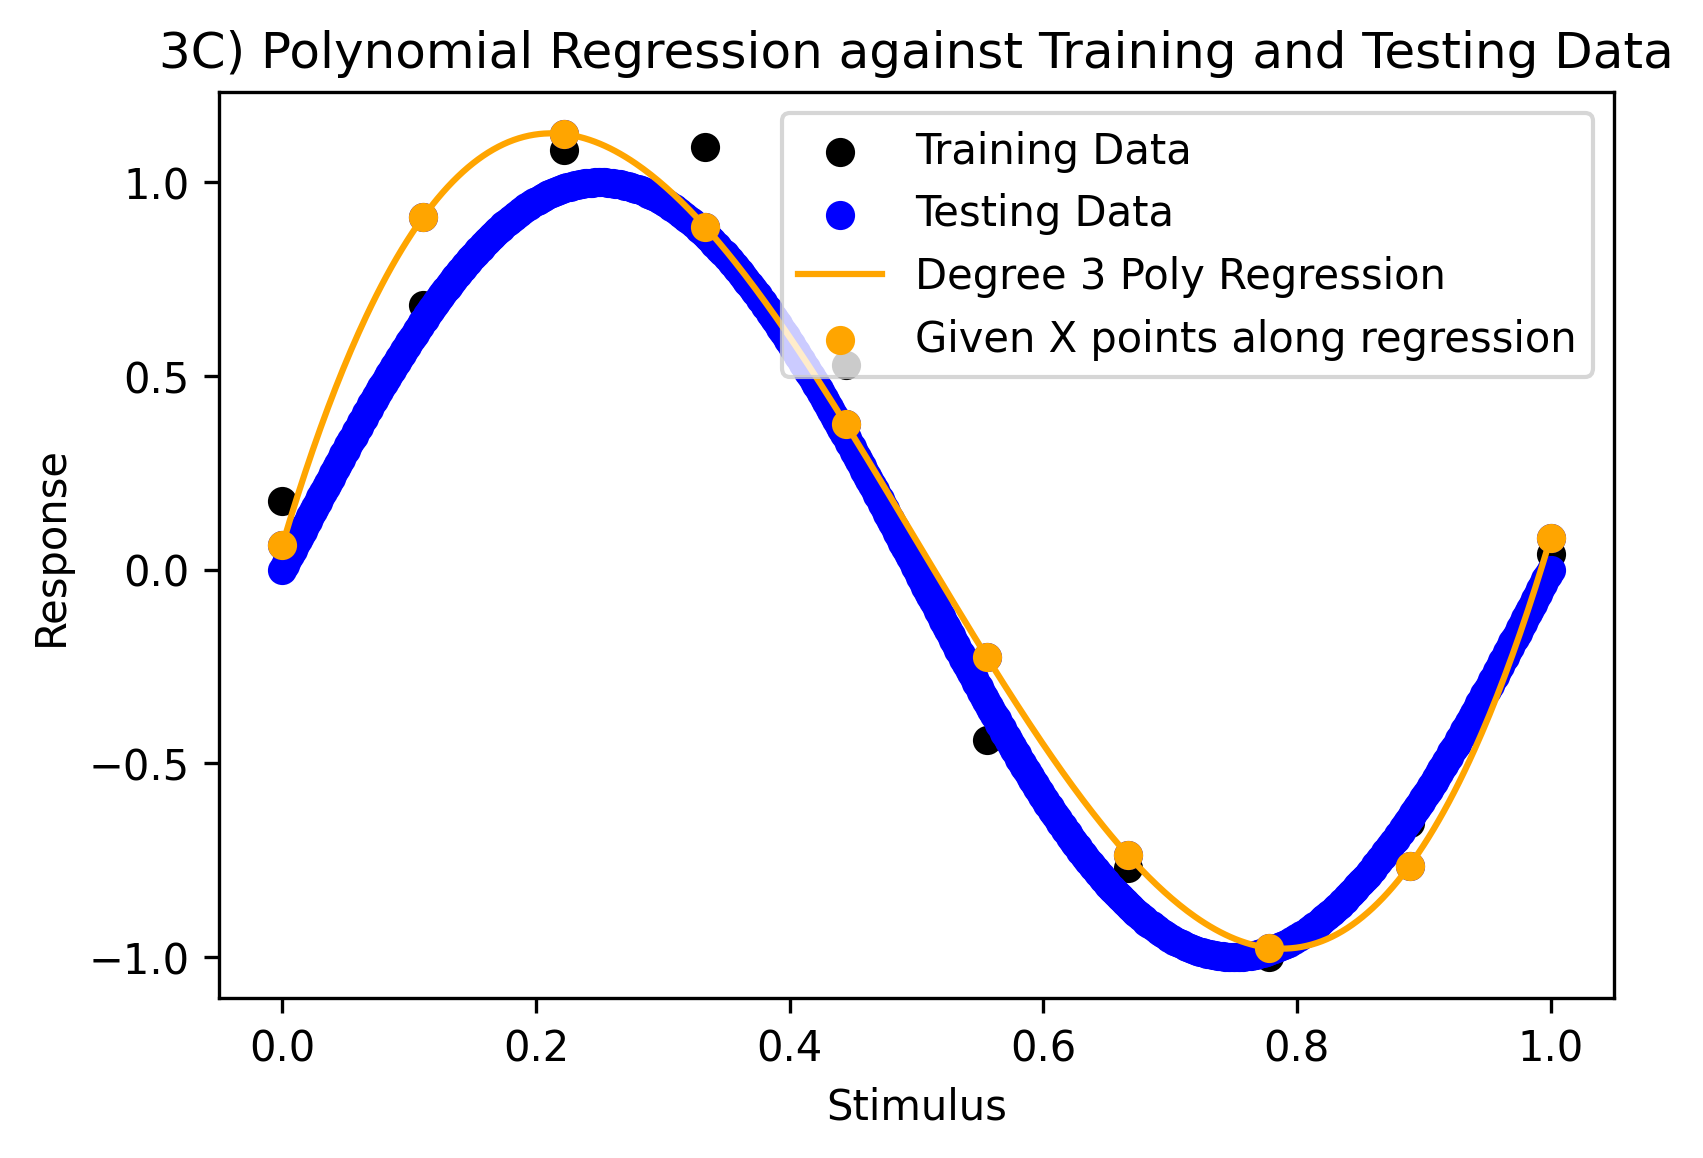 3C) Polynomial Regression against Training and Testing Data
Training Data
Testing Data
Degree 3 Poly Regression
Given X points along regression
Response
1.0
0.5
0.0
−0.5
−1.0
0.0 0.2 0.4 0.6 0.8 1.0
Stimulus